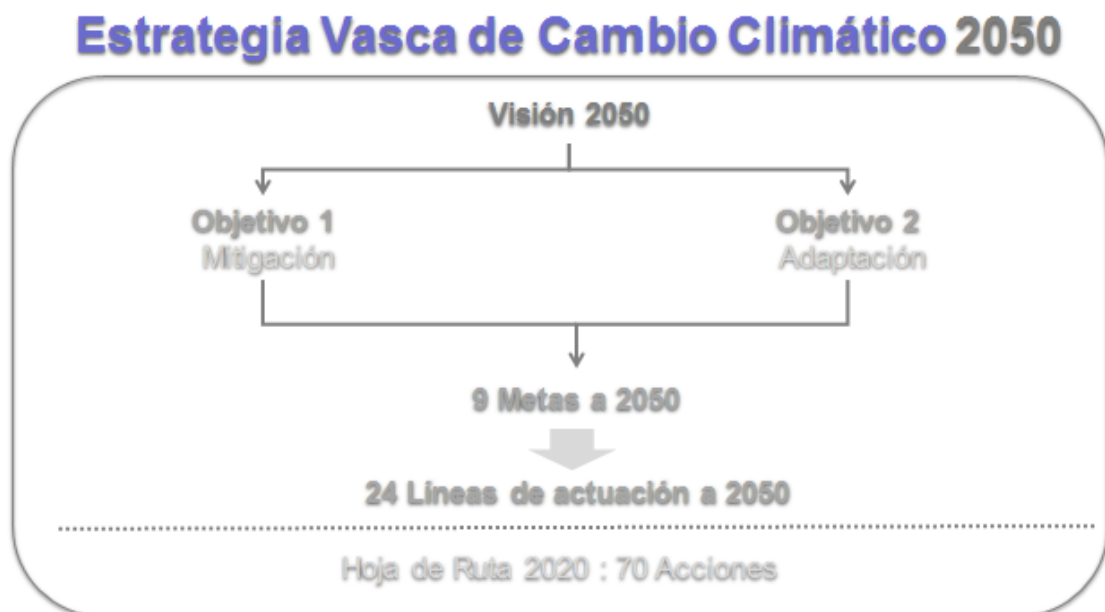 Estrategia Vasca de Cambio Climático 2050
Visión 2050
Objetivo 1
Mitigación
Objetivo 2
Adaptación
9 Metas a 2050
24 Líneas de actuación a 2050
Hoja de Ruta 2020 : 70 Acciones